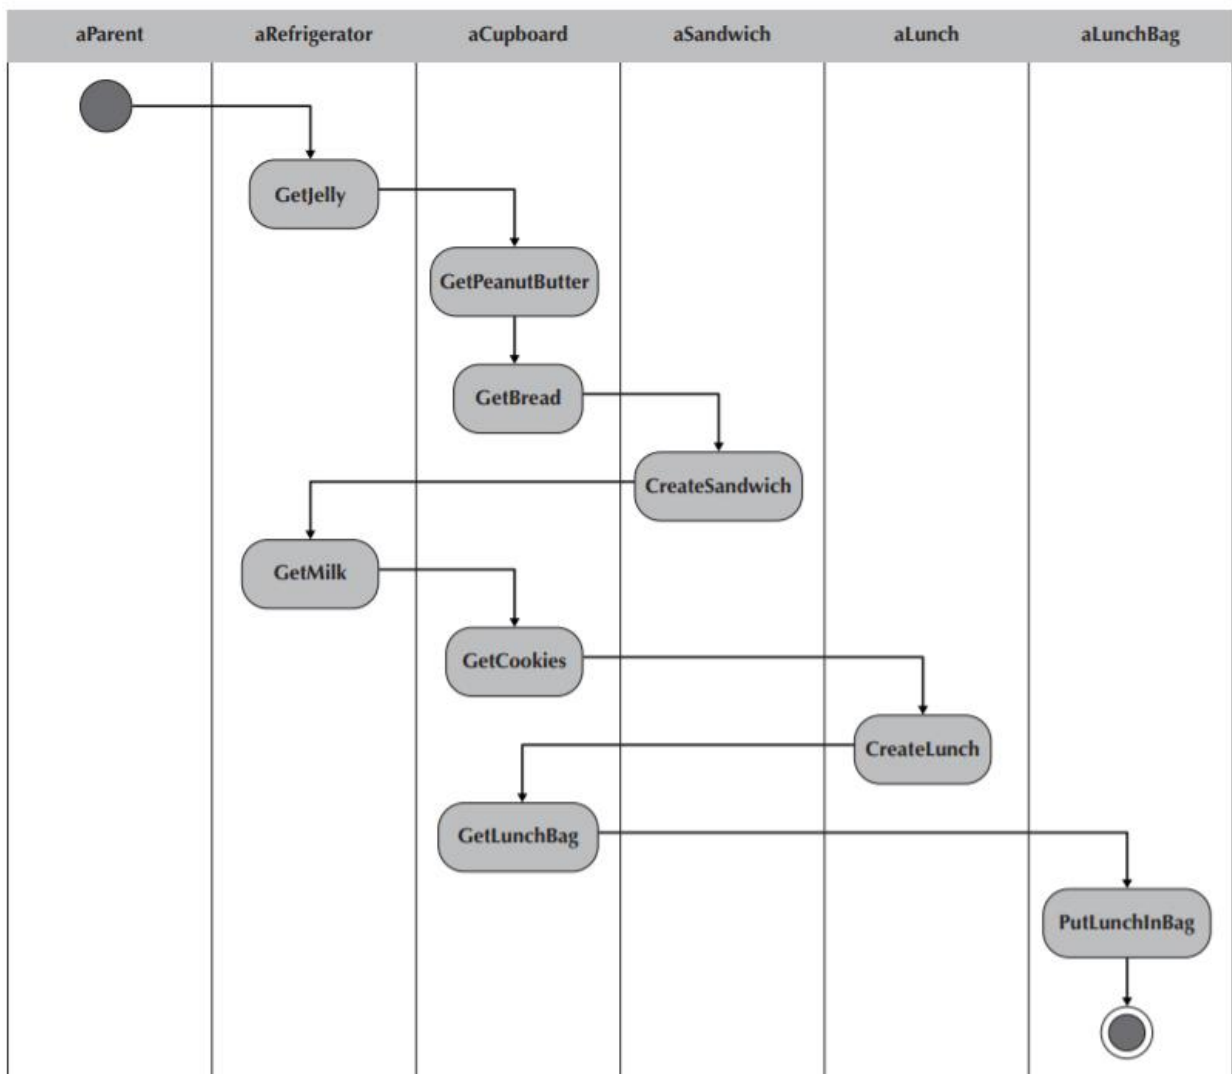 aParent aRefrigerator aCupboard aSandwich aLunch aLunchBag
GetJelly
GetPeanutButter
GetBread
CreateSandwich
GetMilk
GetCookies
CreateLunch
GetLunchBag
PutLunchInBag